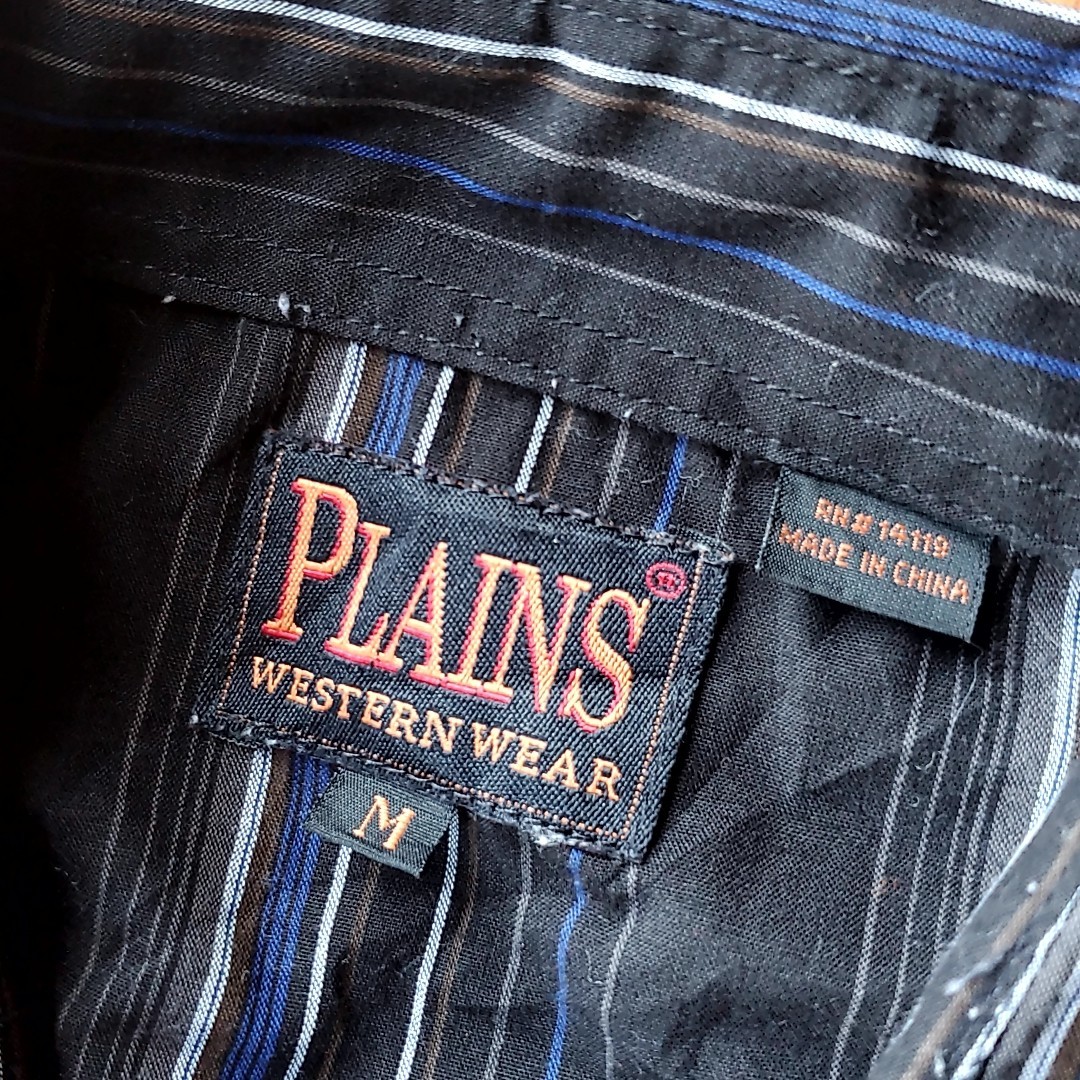 PLAINS®
WESTERN WEAR
M
RN# 14119
MADE IN CHINA